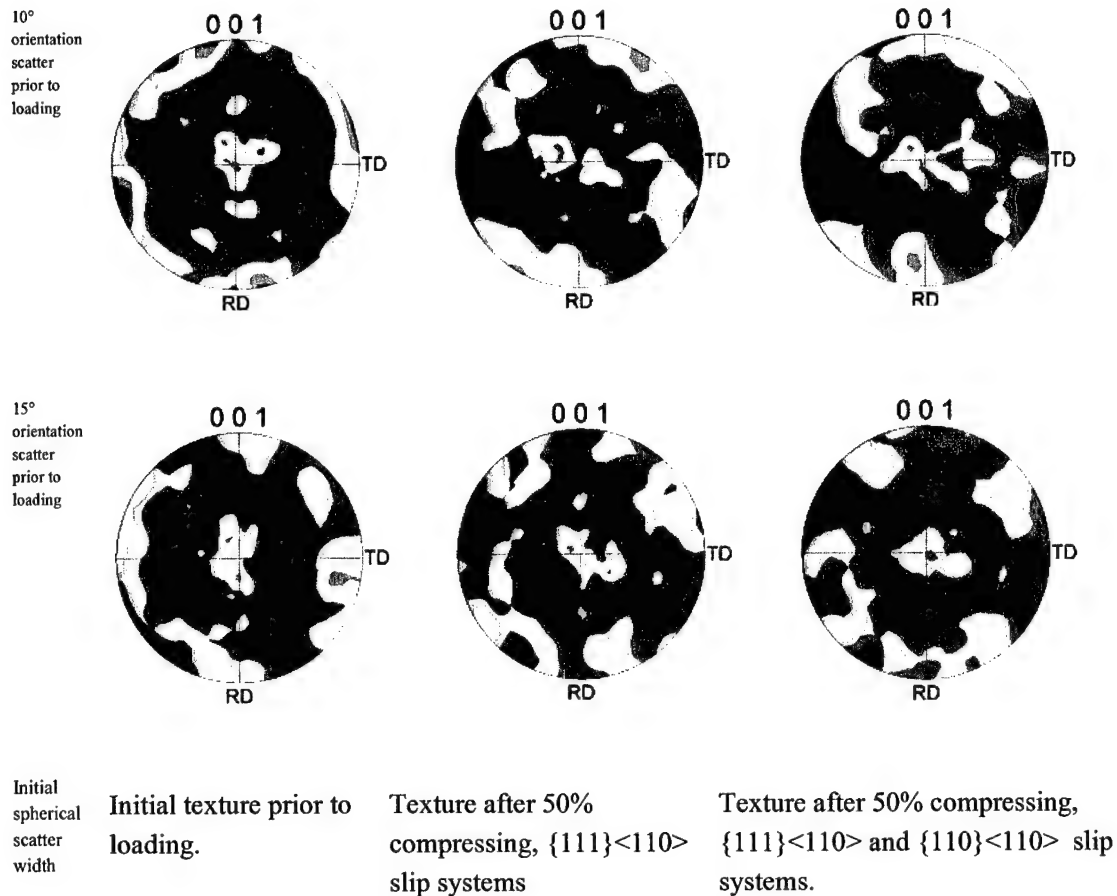 10°
orientation
scatter
prior to
loading
0 0 1
TD
RD
0 0 1
TD
RD
0 0 1
TD
RD
15°
orientation
scatter
prior to
loading
0 0 1
TD
RD
0 0 1
TD
RD
0 0 1
TD
RD
Initial
spherical
scatter
width
Initial texture prior to
loading.
Texture after 50%
compressing, {111}<110>
slip systems
Texture after 50% compressing,
{111}<110> and {110}<110> slip
systems.